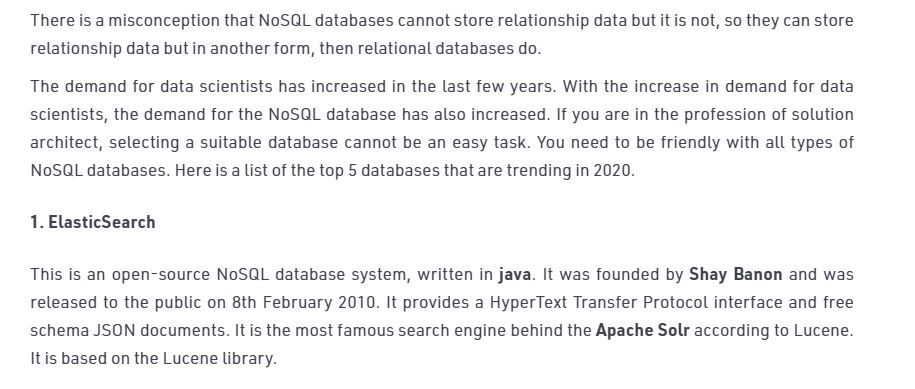 There is a misconception that NoSQL databases cannot store relationship data but it is not, so they can store
relationship data but in another form, then relational databases do.
The demand for data scientists has increased in the last few years. With the increase in demand for data
scientists, the demand for the NoSQL database has also increased. If you are in the profession of solution
architect, selecting a suitable database cannot be an easy task. You need to be friendly with all types of
NoSQL databases. Here is a list of the top 5 databases that are trending in 2020.
1. ElasticSearch
This is an open-source NoSQL database system, written in java. It was founded by Shay Banon and was
released to the public on 8th February 2010. It provides a HyperText Transfer Protocol interface and free
schema JSON documents. It is the most famous search engine behind the Apache Solr according to Lucene.
It is based on the Lucene library.